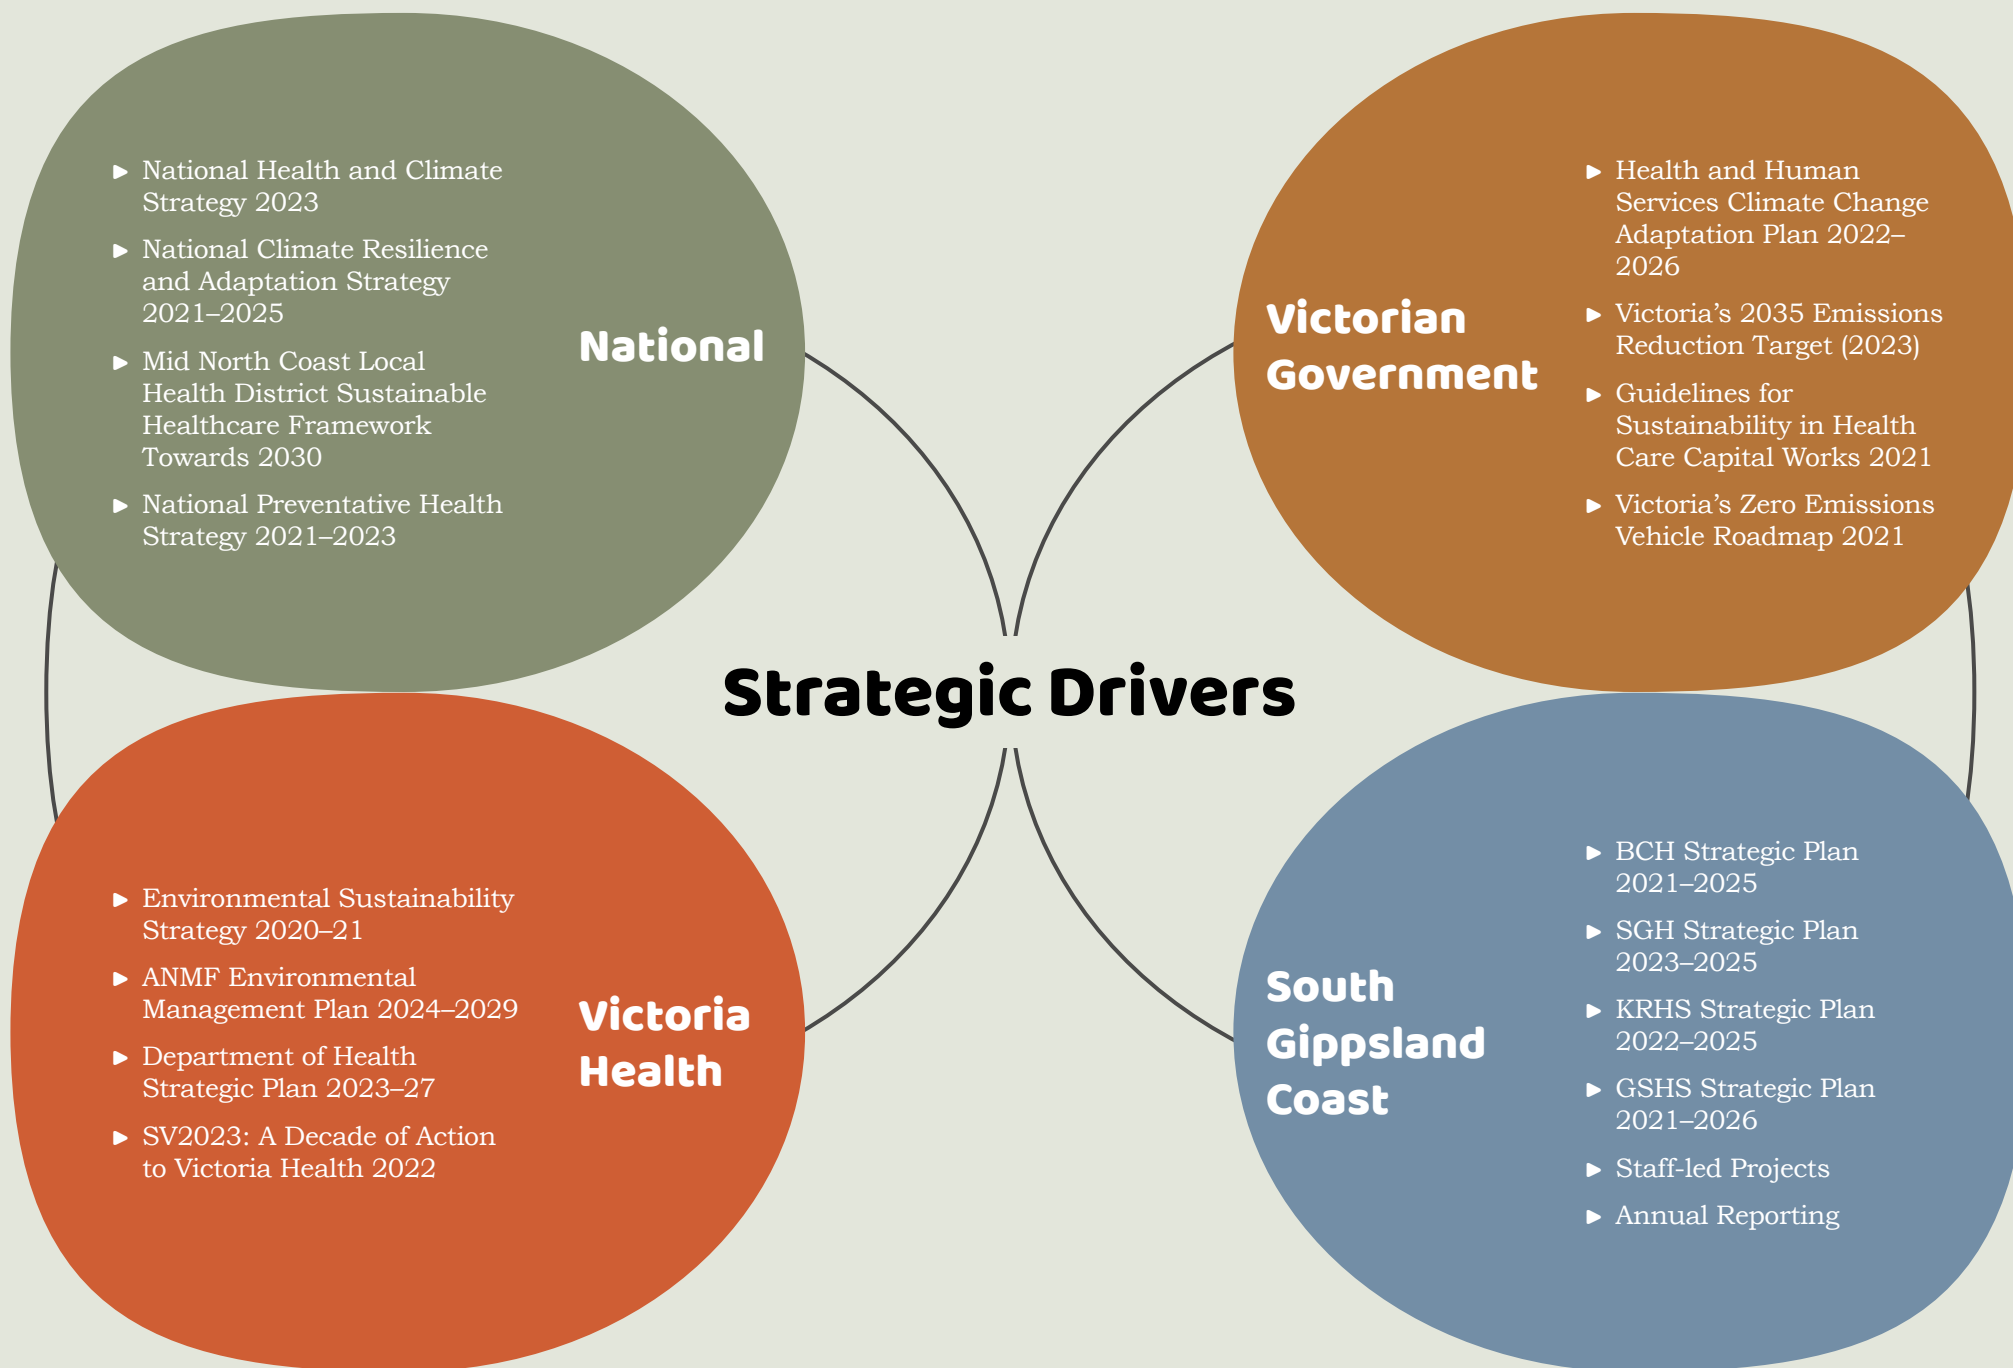 National Health and Climate
Strategy 2023
National Climate Resilience
and Adaptation Strategy
2021–2025
Mid North Coast Local
Health District Sustainable
Healthcare Framework
Towards 2030
National Preventative Health
Strategy 2021–2023
National
Victorian
Government
Health and Human
Services Climate Change
Adaptation Plan 2022–
2026
Victoria’s 2035 Emissions
Reduction Target (2023)
Guidelines for
Sustainability in Health
Care Capital Works 2021
Victoria’s Zero Emissions
Vehicle Roadmap 2021
Strategic Drivers
Environmental Sustainability
Strategy 2020–21
ANMF Environmental
Management Plan 2024–2029
Department of Health
Strategic Plan 2023–27
SV2023: A Decade of Action
to Victoria Health 2022
Victoria
Health
South
Gippsland
Coast
BCH Strategic Plan
2021–2025
SGH Strategic Plan
2023–2025
KRHS Strategic Plan
2022–2025
GSHS Strategic Plan
2021–2026
Staff-led Projects
Annual Reporting